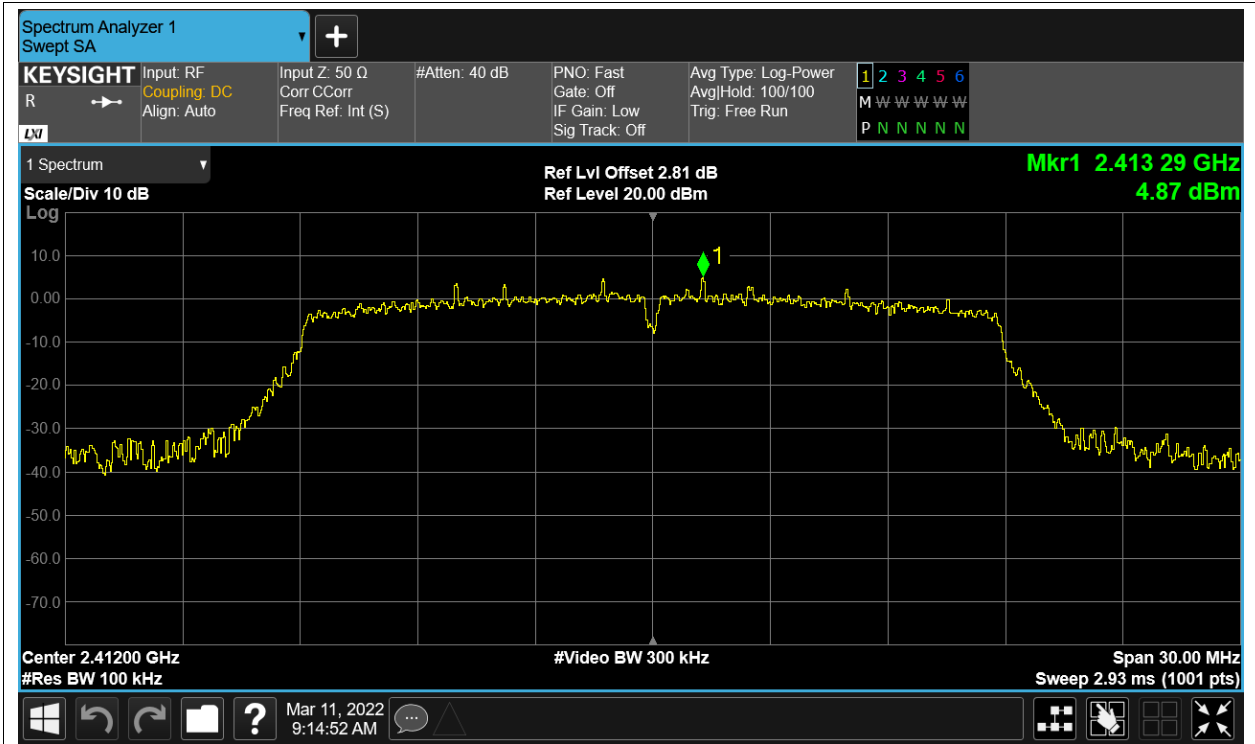 Spectrum Analyzer 1
Swept SA
KEYSIGHT
R
LXI
Input: RF
Coupling: DC
Align: Auto
Input Z: 50 Ω
Corr CCorr
Freq Ref: Int (S)
#Atten: 40 dB
PNO: Fast
Gate: Off
IF Gain: Low
Sig Track: Off
Avg Type: Log-Power
Avg|Hold: 100/100
Trig: Free Run
1 2 3 4 5 6
M W W W W W
P N N N N N
1 Spectrum
Scale/Div 10 dB
Log
Ref Lvl Offset 2.81 dB
Ref Level 20.00 dBm
Mkr1 2.413 29 GHz
4.87 dBm
1
10.0
0.00
-10.0
-20.0
-30.0
-40.0
-50.0
-60.0
-70.0
Center 2.41200 GHz
#Res BW 100 kHz
#Video BW 300 kHz
Span 30.00 MHz
Sweep 2.93 ms (1001 pts)
?
Mar 11, 2022
9:14:52 AM